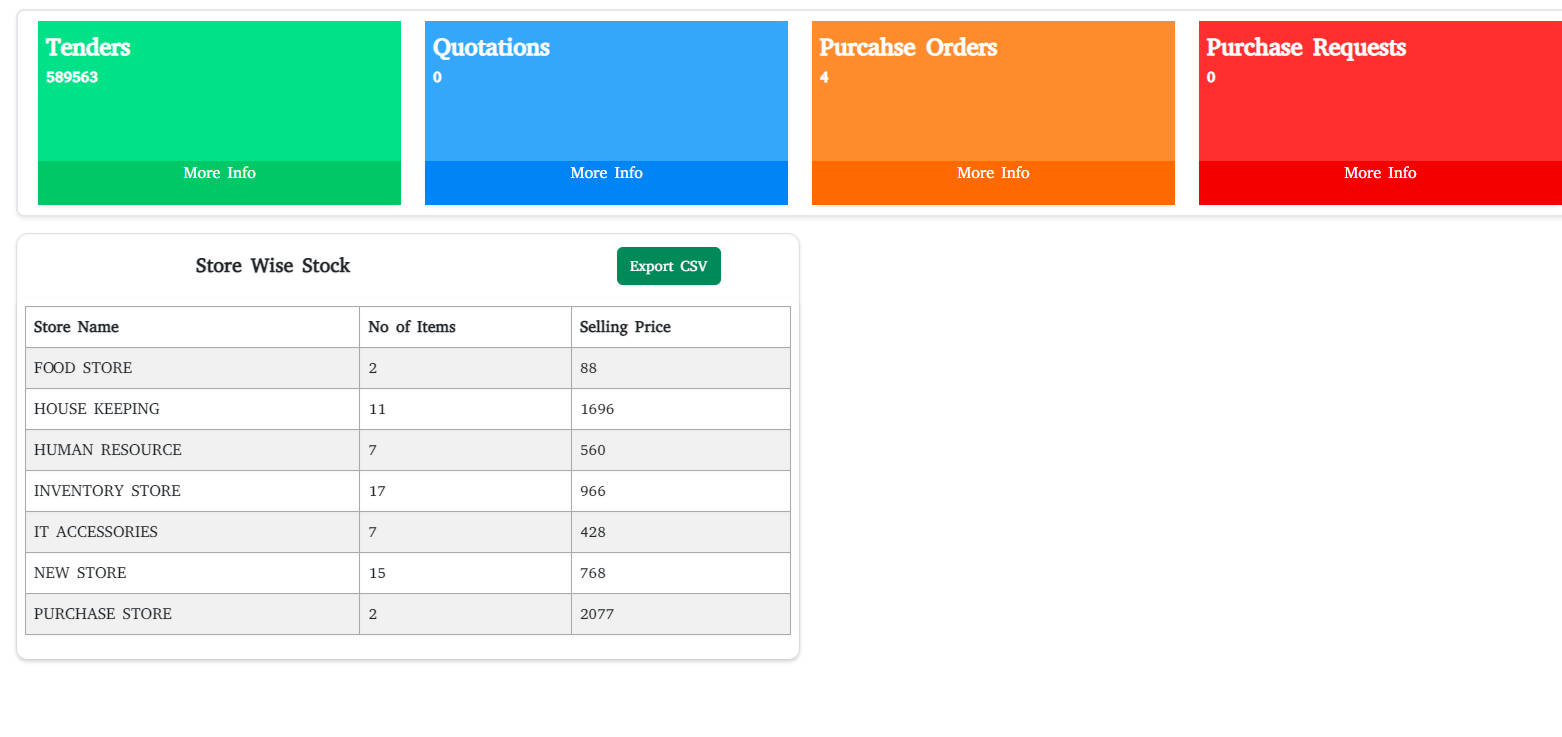 Tenders
589563
More Info
Quotations
0
More Info
Purcahse Orders
4
More Info
Purchase Requests
0
More Info
Store Wise Stock
Export CSV
Store Name No of Items Selling Price
FOOD STORE 2 88
HOUSE KEEPING 11 1696
HUMAN RESOURCE 7 560
INVENTORY STORE 17 966
IT ACCESSORIES 7 428
NEW STORE 15 768
PURCHASE STORE 2 2077